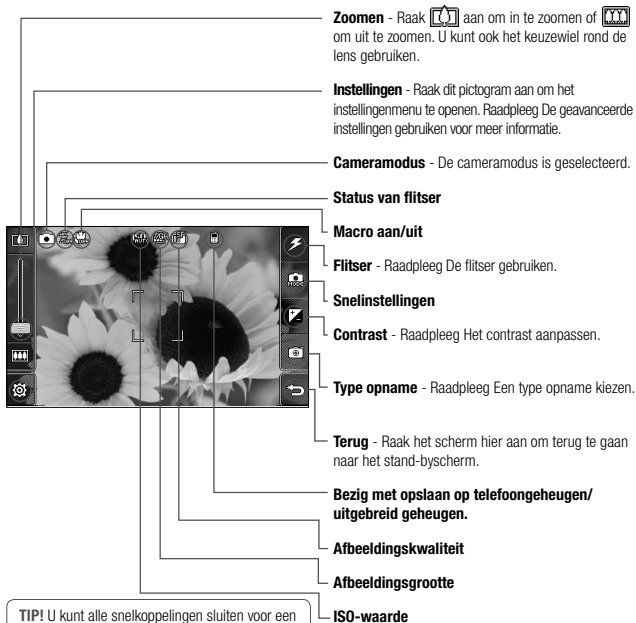 Zoomen - Raak aan om in te zoomen of
om uit te zoomen. U kunt ook het keuzewiel rond de
lens gebruiken.
Instellingen - Raak dit pictogram aan om het
instellingenmenu te openen. Raadpleeg De geavanceerde
instellingen gebruiken voor meer informatie.
Cameramodus - De cameramodus is geselecteerd.
Status van flitser
Macro aan/uit
Flitser - Raadpleeg De flitser gebruiken.
Snelinstellingen
Contrast - Raadpleeg Het contrast aanpassen.
Type opname - Raadpleeg Een type opname kiezen.
Terug - Raak het scherm hier aan om terug te gaan
naar het stand-byscherm.
Bezig met opslaan op telefoongeheugen/
uitgebreid geheugen.
Afbeeldingskwaliteit
Afbeeldingsgrootte
ISO-waarde
ISO
AUTO
MODE
TIP! U kunt alle snelkoppelingen sluiten voor een